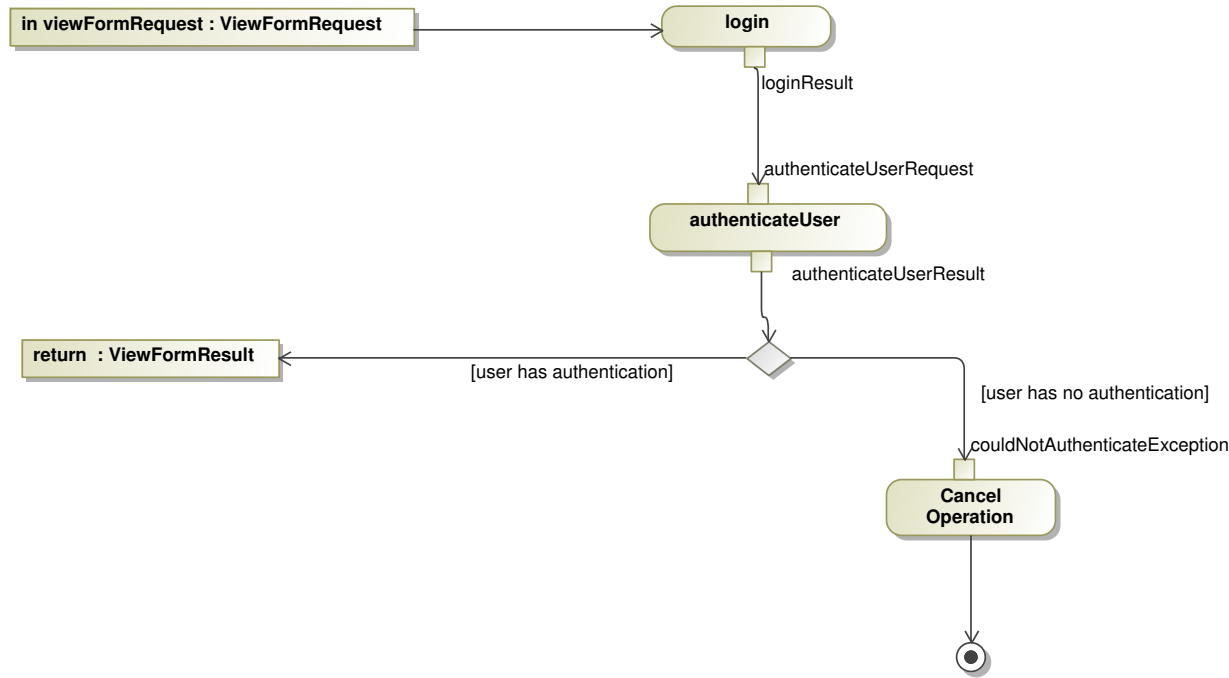 in viewFormRequest : ViewFormRequest
login
loginResult
authenticateUserRequest
authenticateUser
authenticateUserResult
return : ViewFormResult
[user has authentication]
[user has no authentication]
couldNotAuthenticateException
Cancel
Operation